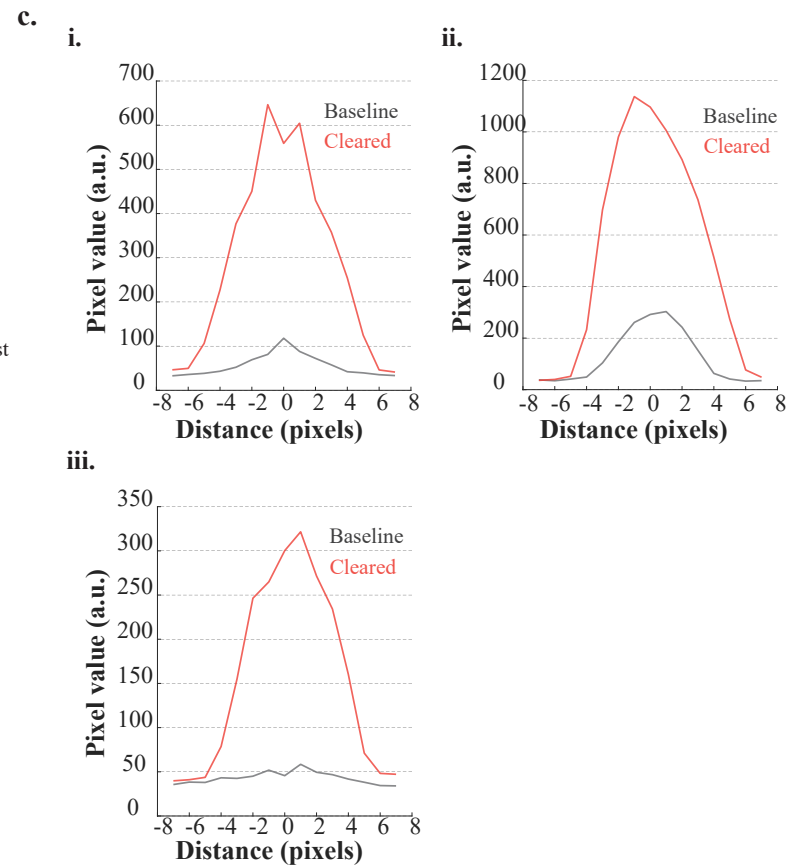 c.
i.
700
600
500
400
300
200
100
0
Pixel value (a.u.)
Baseline
Cleared
-8 -6 -4 -2 0 2 4 6 8
Distance (pixels)
ii.
1200
1000
800
600
400
200
0
Pixel value (a.u.)
Baseline
Cleared
-8 -6 -4 -2 0 2 4 6 8
Distance (pixels)
st
iii.
350
300
250
200
150
100
50
0
Pixel value (a.u.)
Baseline
Cleared
-8 -6 -4 -2 0 2 4 6 8
Distance (pixels)